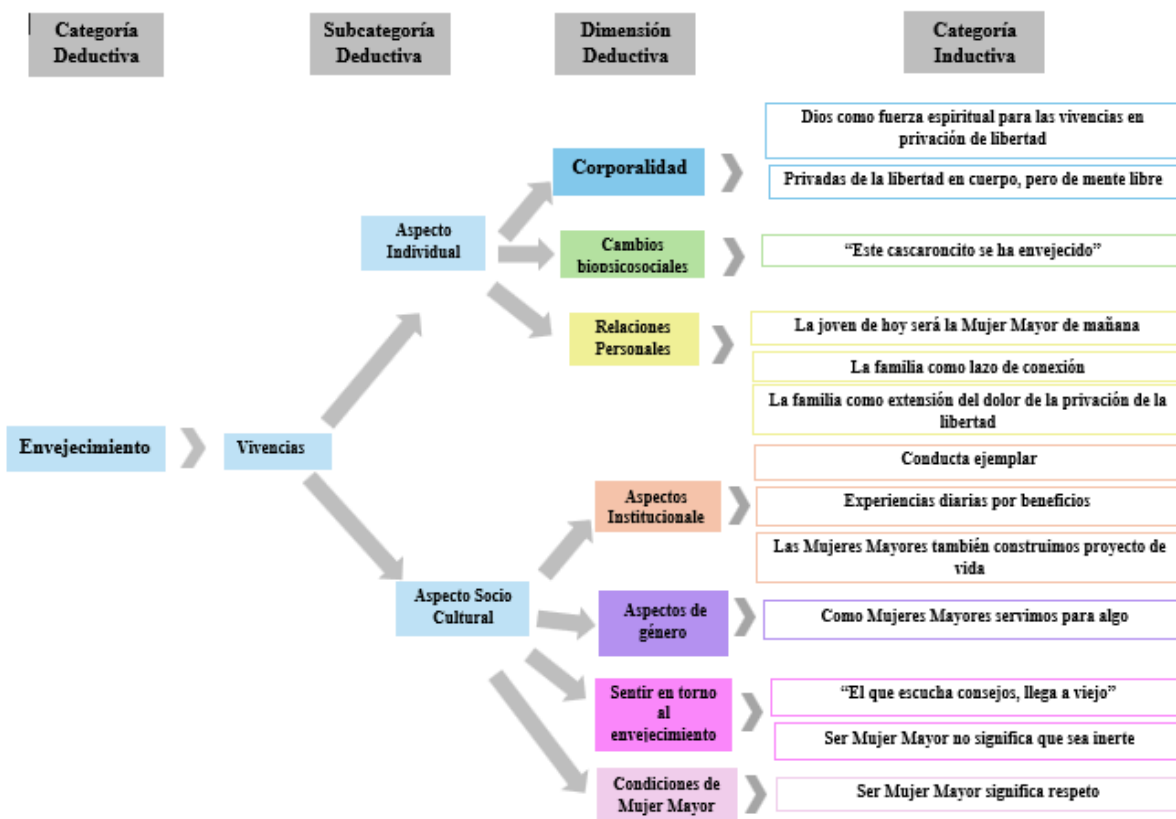 Categoría
Deductiva
Subcategoría
Deductiva
Dimensión
Deductiva
Categoría
Inductiva
Envejecimiento
Vivencias
Aspecto
Individual
Corporalidad
Dios como fuerza espiritual para las vivencias en
privación de libertad
Privadas de la libertad en cuerpo, pero de mente libre
Cambios
biopsicosociales
“Este cascaroncito se ha envejecido”
Relaciones
Personales
La joven de hoy será la Mujer Mayor de mañana
La familia como lazo de conexión
La familia como extensión del dolor de la privación de la
libertad
Aspecto Socio
Cultural
Aspectos
Institucionale
Conducta ejemplar
Experiencias diarias por beneficios
Las Mujeres Mayores también construimos proyecto de
vida
Aspectos de
género
Como Mujeres Mayores servimos para algo
Sentir en torno
al
envejecimiento
“El que escucha consejos, llega a viejo”
Ser Mujer Mayor no significa que sea inerte
Condiciones de
Mujer Mayor
Ser Mujer Mayor significa respeto